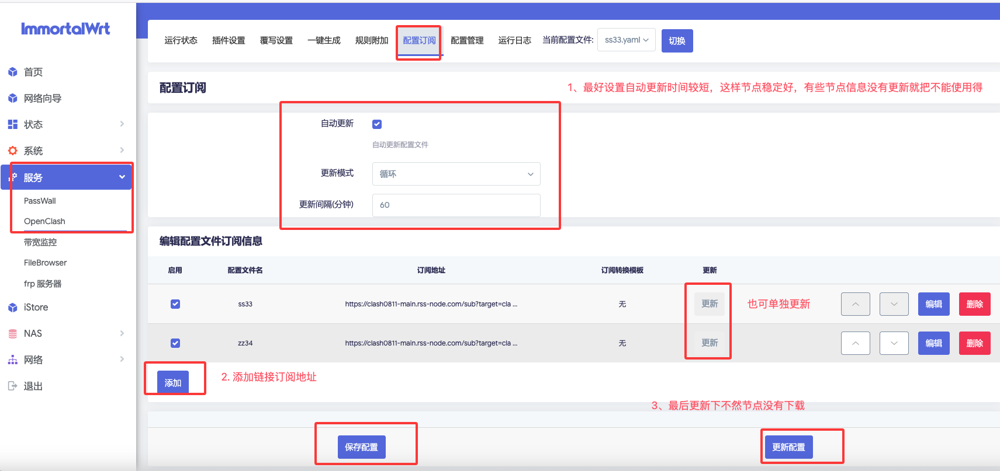 ImmortalWrt
首页
网络向导
状态
系统
服务
PassWall
OpenClash
带宽监控
FileBrowser
frp 服务器
iStore
NAS
网络
退出
运行状态 插件设置 覆写设置 一键生成 规则附加 配置订阅 配置管理 运行日志 当前配置文件: ss33.yaml 切换
配置订阅
1、最好设置自动更新时间较短，这样节点稳定好，有些节点信息没有更新就把不能使用得
自动更新
自动更新配置文件
更新模式 循环
更新间隔(分钟) 60
编辑配置文件订阅信息
启用 配置文件名 订阅地址 订阅转换模板 更新
ss33 https://clash0811-main.rss-node.com/sub?target=cla ... 无 更新 也可单独更新 编辑 删除
zz34 https://clash0811-main.rss-node.com/sub?target=cla ... 无 更新 编辑 删除
添加 2. 添加链接订阅地址
3、最后更新下不然节点没有下载
保存配置 更新配置